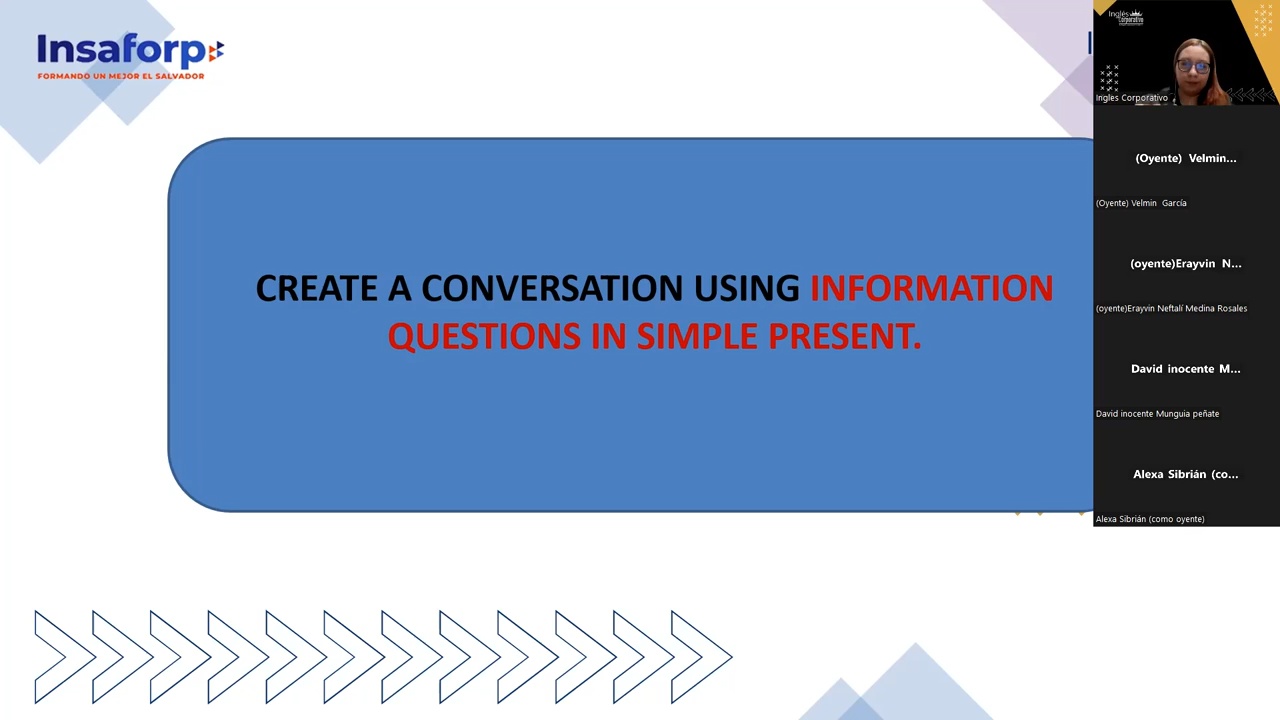 Insaforp
FORMANDO UN MEJOR EL SALVADOR
CREATE A CONVERSATION USING INFORMATION
QUESTIONS IN SIMPLE PRESENT.
Inglés
Corporativo
Ingles Corporativo
(Oyente) Velmin...
(Oyente) Velmin García
(oyente)Erayvin N...
(oyente)Erayvin Neftalí Medina Rosales
David inocente M...
David inocente Munguia peñate
Alexa Sibrián (co...
Alexa Sibrián (como oyente)